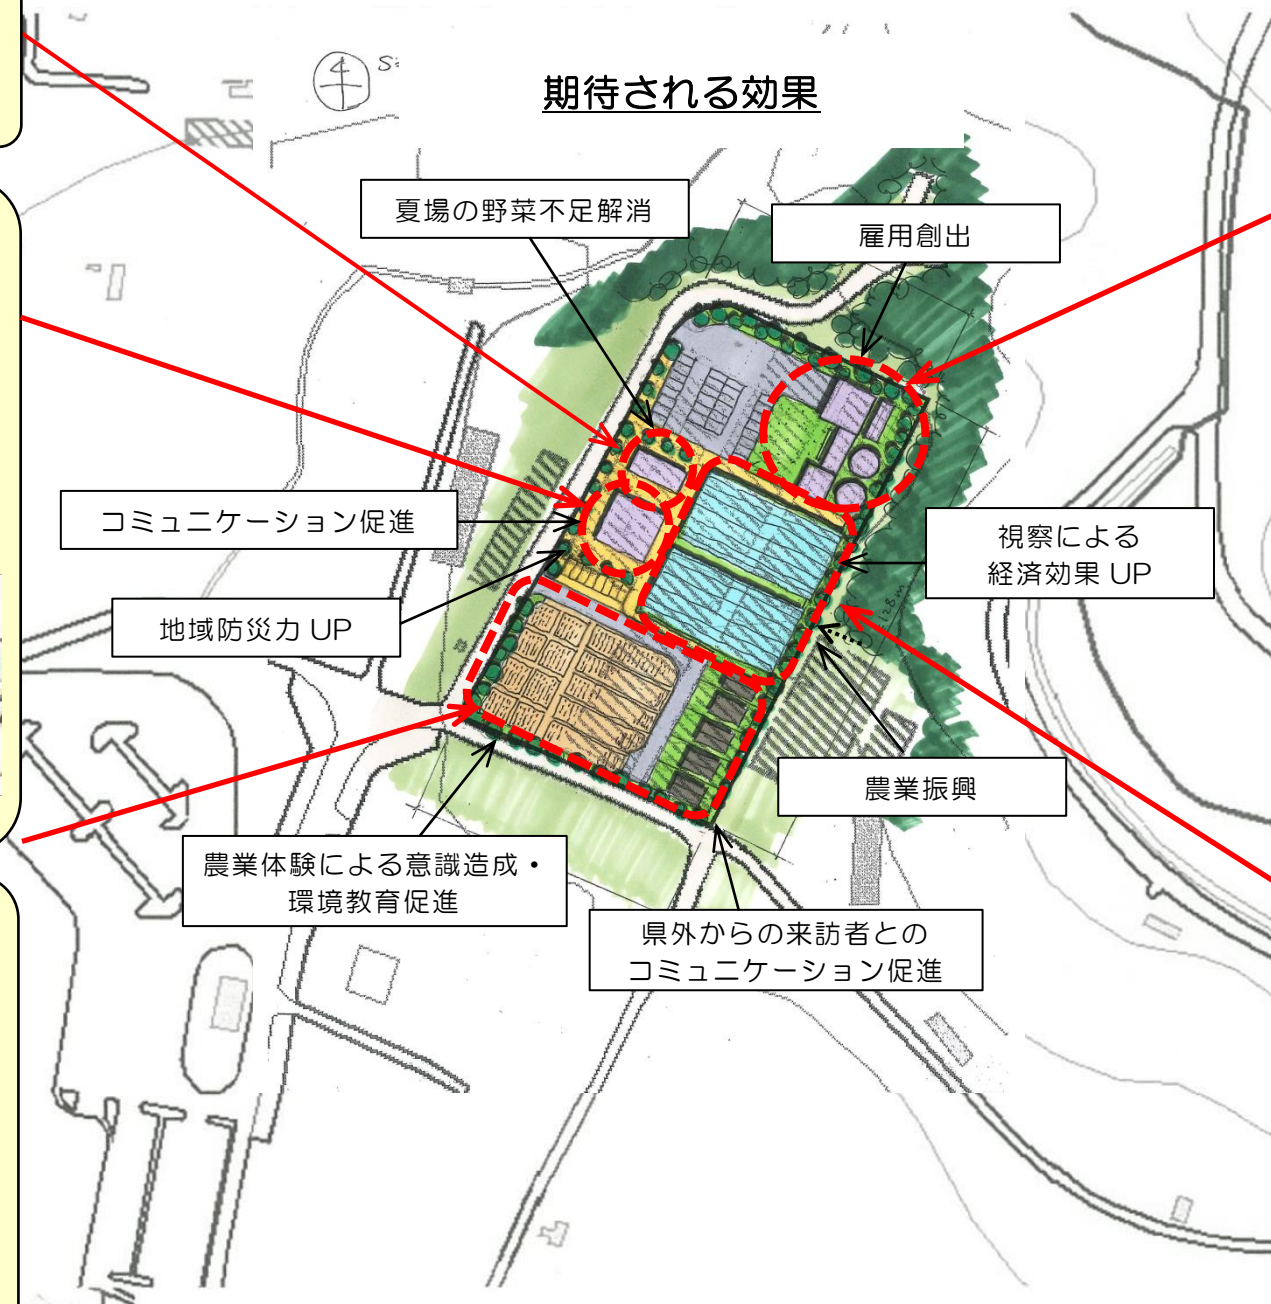 期待される効果
夏場の野菜不足解消
雇用創出
コミュニケーション促進
視察による
経済効果 UP
地域防災力 UP
農業振興
農業体験による意識造成・
環境教育促進
県外からの来訪者との
コミュニケーション促進